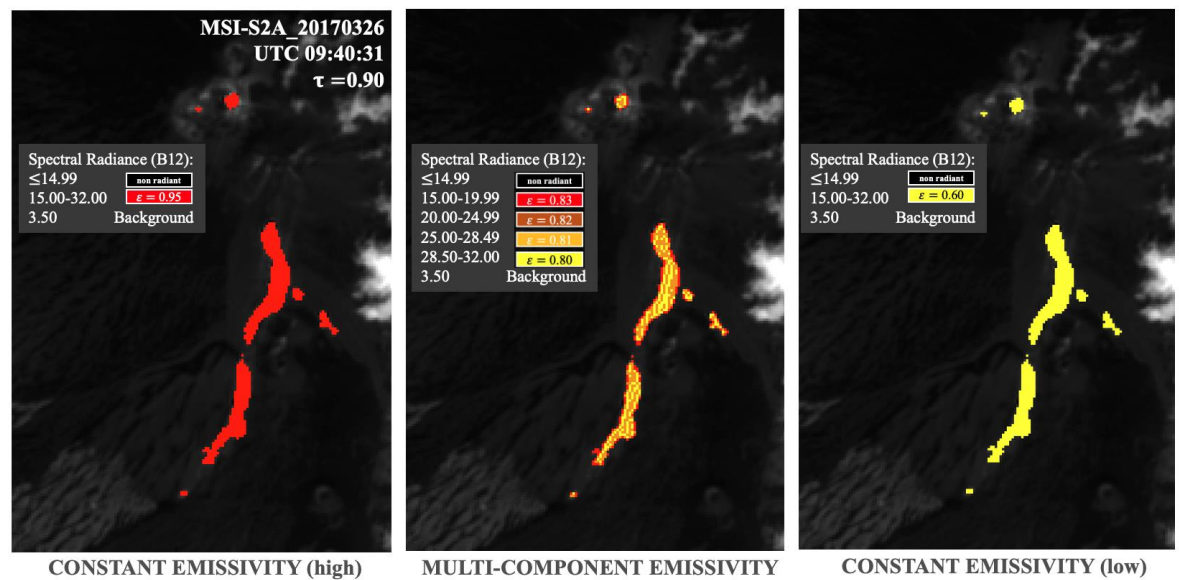 MSI-S2A_20170326
UTC 09:40:31
τ =0.90
Spectral Radiance (B12):
≤14.99 non radiant
15.00-32.00 ε = 0.95
3.50 Background
CONSTANT EMISSIVITY (high)
Spectral Radiance (B12):
≤14.99 non radiant
15.00-19.99 ε = 0.83
20.00-24.99 ε = 0.82
25.00-28.49 ε = 0.81
28.50-32.00 ε = 0.80
3.50 Background
MULTI-COMPONENT EMISSIVITY
Spectral Radiance (B12):
≤14.99 non radiant
15.00-32.00 ε = 0.60
3.50 Background
CONSTANT EMISSIVITY (low)